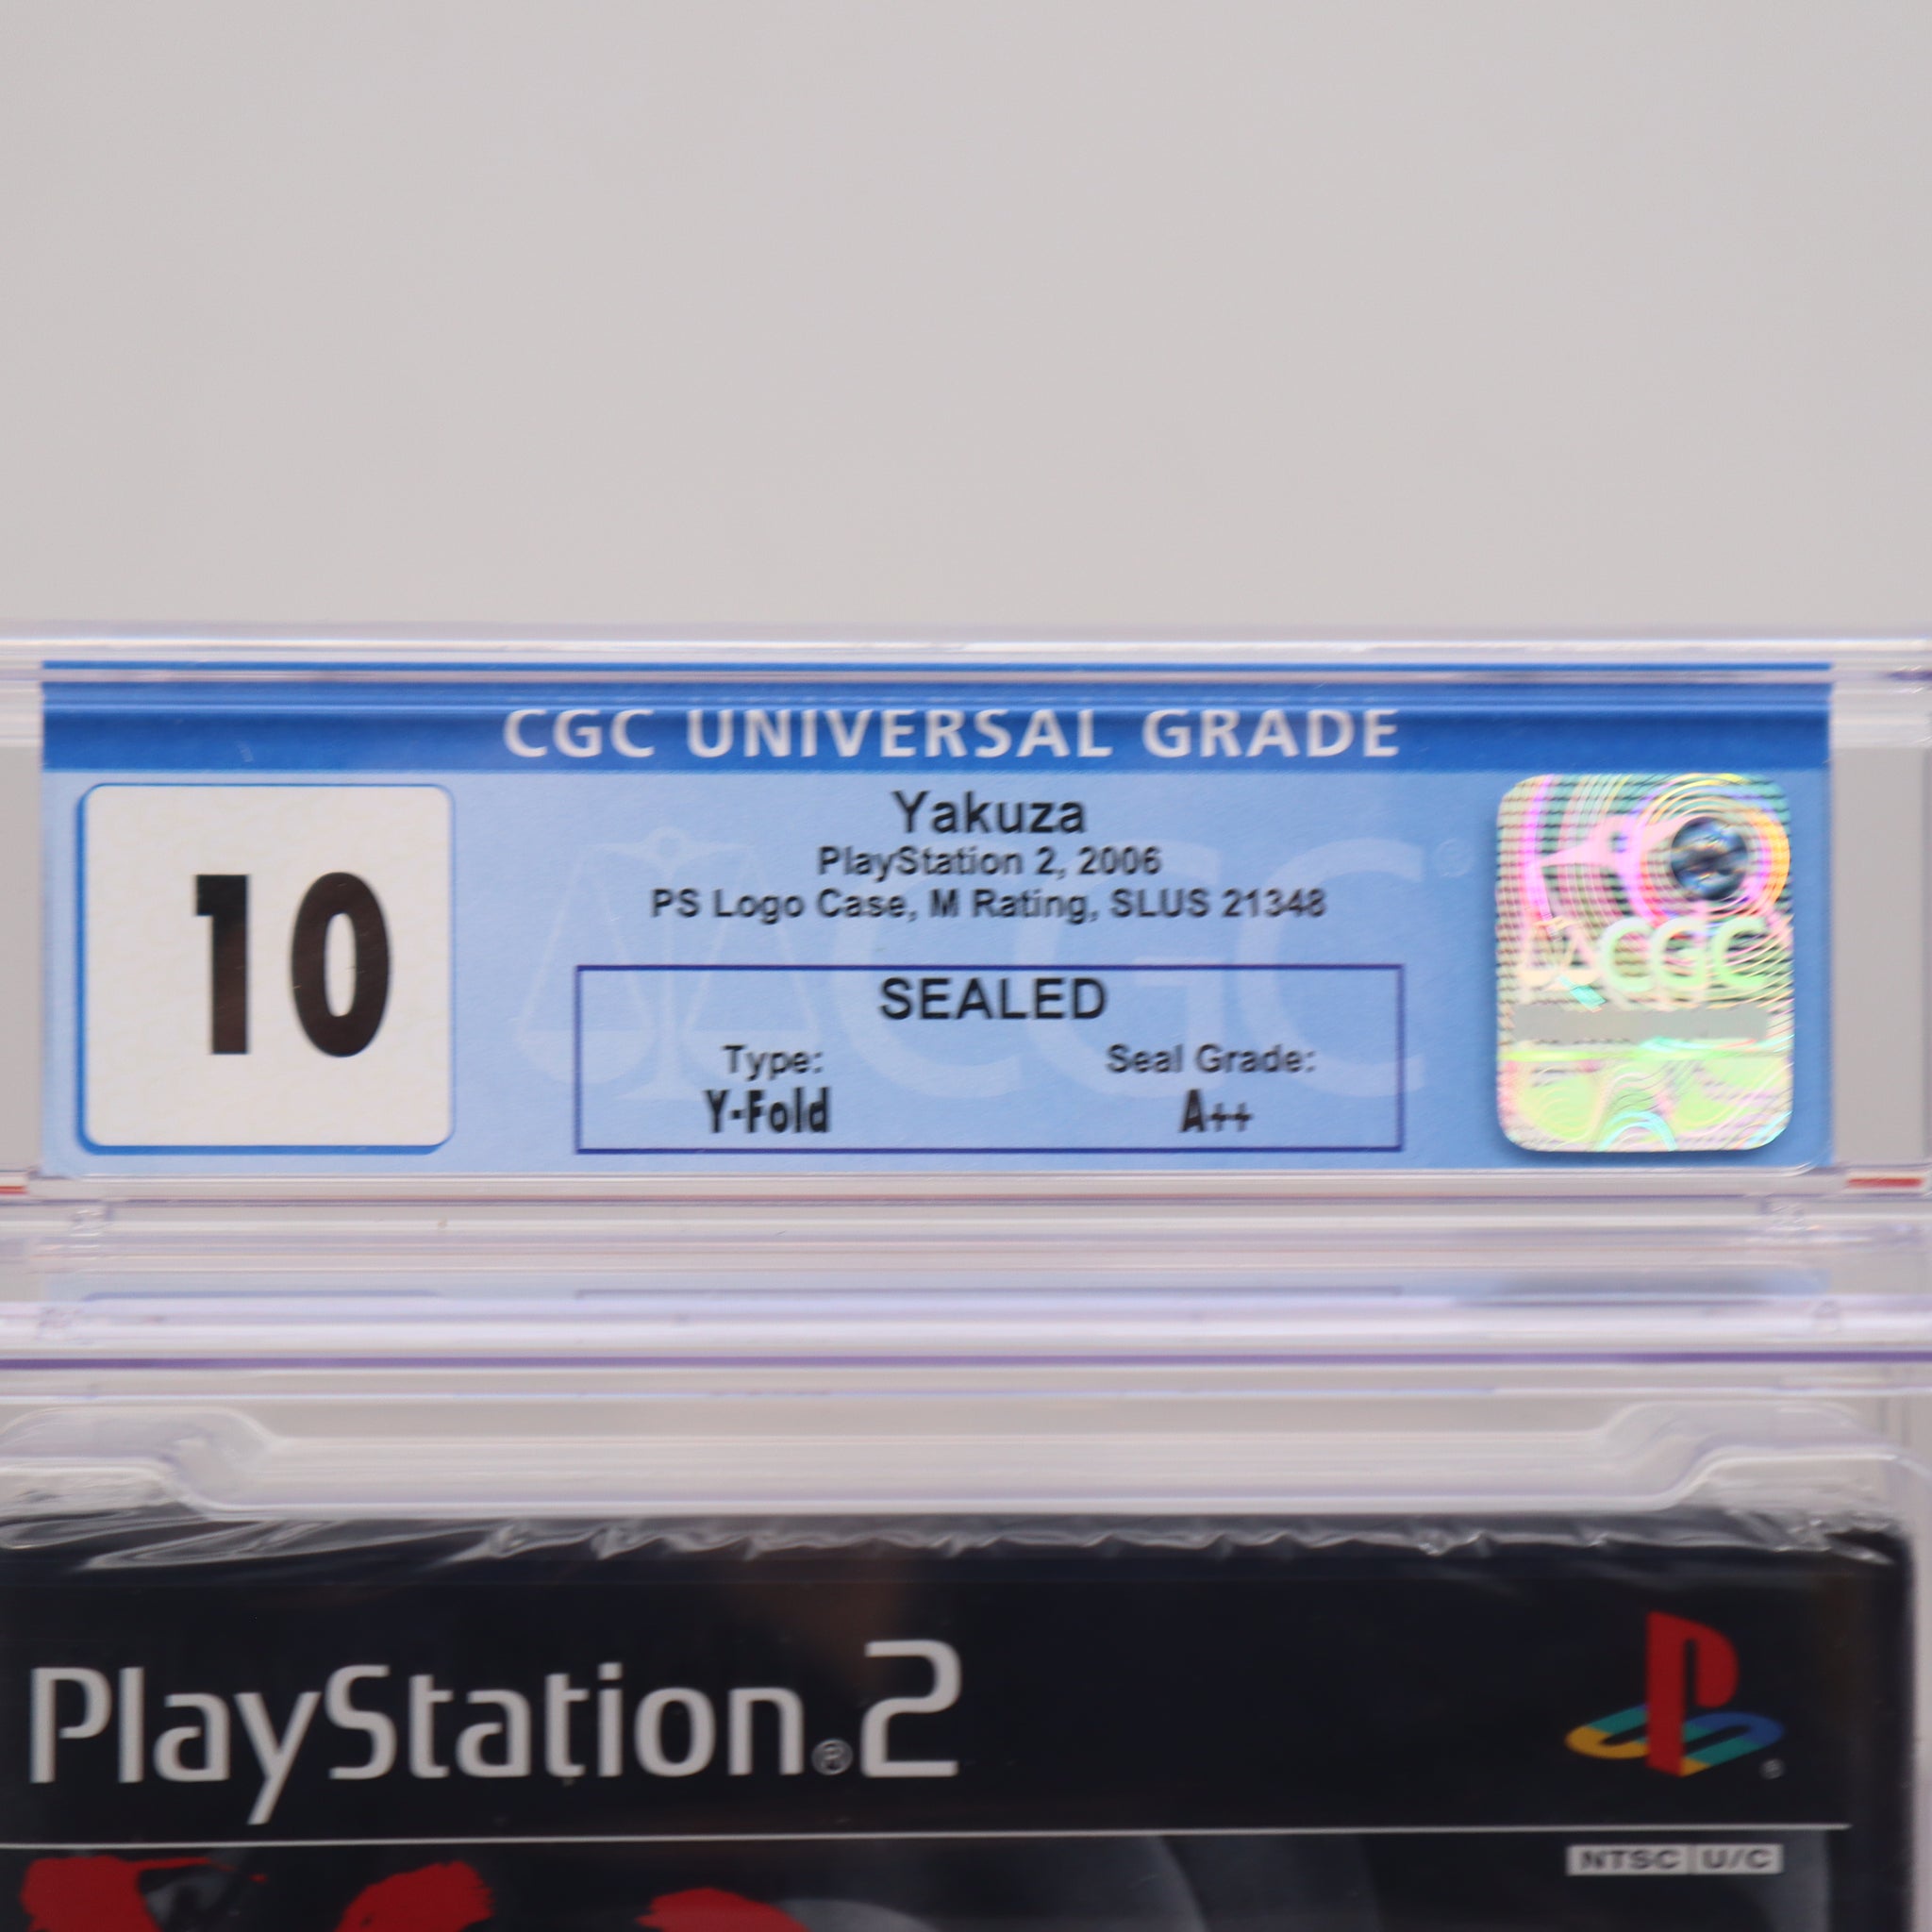 CGC UNIVERSAL GRADE
10
Yakuza
PlayStation 2, 2006
PS Logo Case, M Rating, SLUS 21348
SEALED
Type:
Y-Fold
Seal Grade:
A++
CGC
PlayStation®2
NTSC U/C